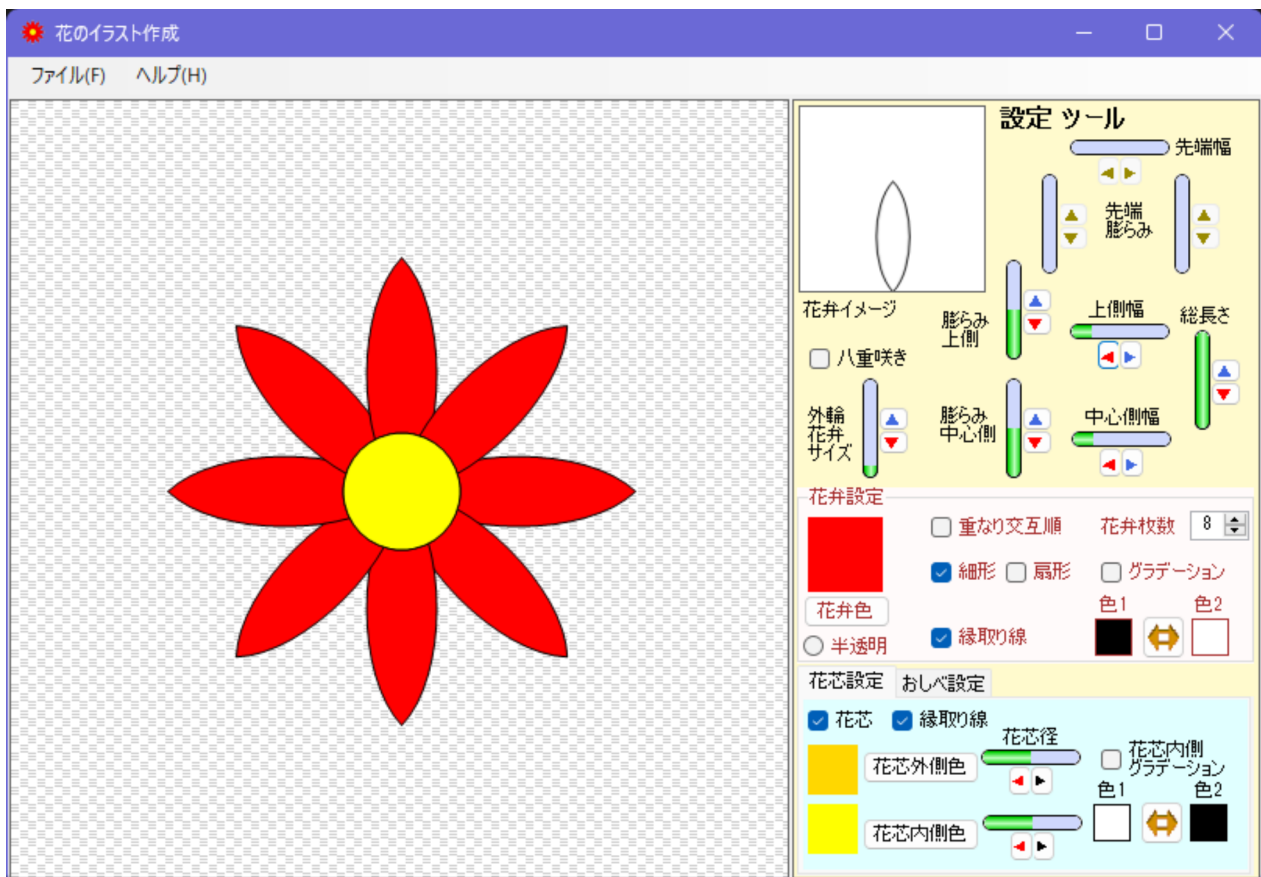 花のイラスト作成
ファイル(F) ヘルプ(H)
設定 ツール
先端幅
先端
膨らみ
花弁イメージ
膨らみ
上側
上側幅
総長さ
八重咲き
外輪
花弁
サイズ
膨らみ
中心側
中心側幅
花弁設定
重なり交互順
花弁枚数
8
細形
扇形
グラデーション
花弁色
色1
色2
半透明
縁取り線
花芯設定
おしべ設定
花芯
縁取り線
花芯径
花芯外側色
花芯内側
グラデーション
色1
色2
花芯内側色